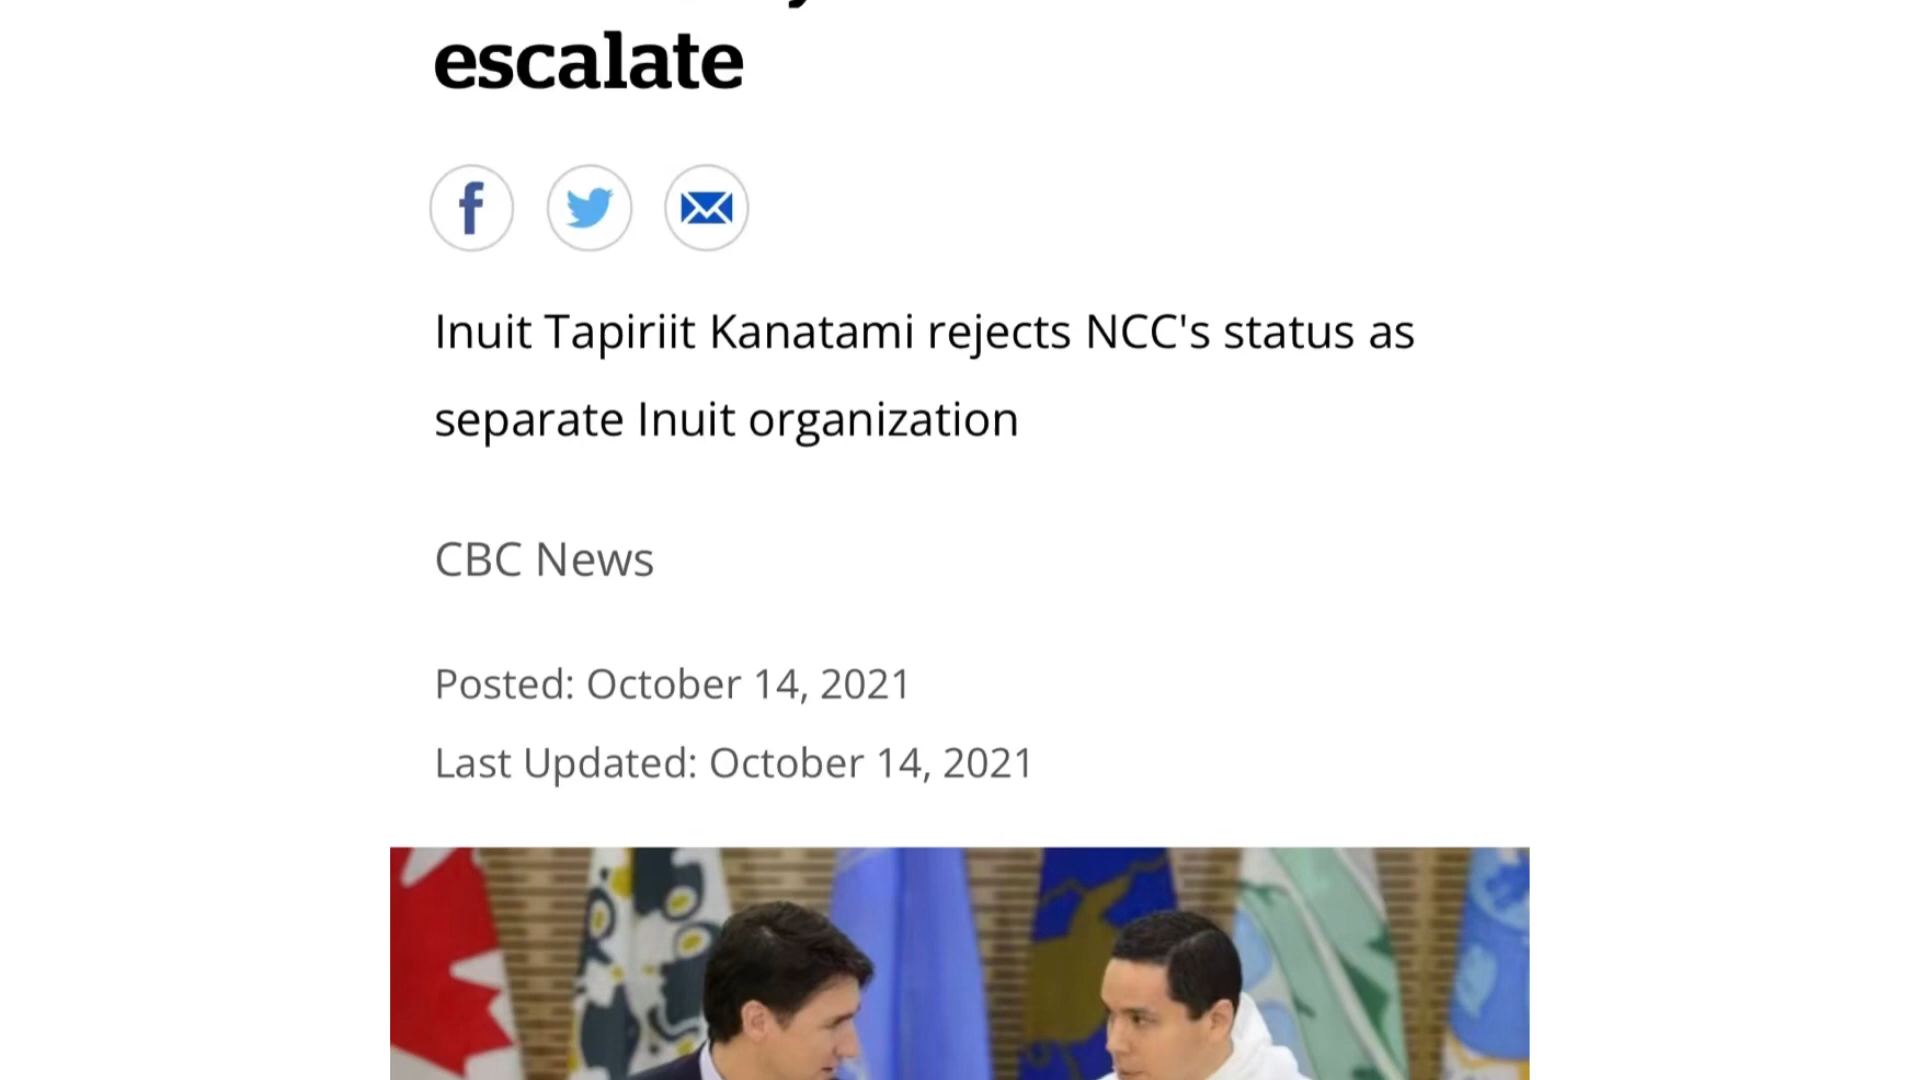 escalate
Inuit Tapiriit Kanatami rejects NCC's status as
separate Inuit organization
CBC News
Posted: October 14, 2021
Last Updated: October 14, 2021